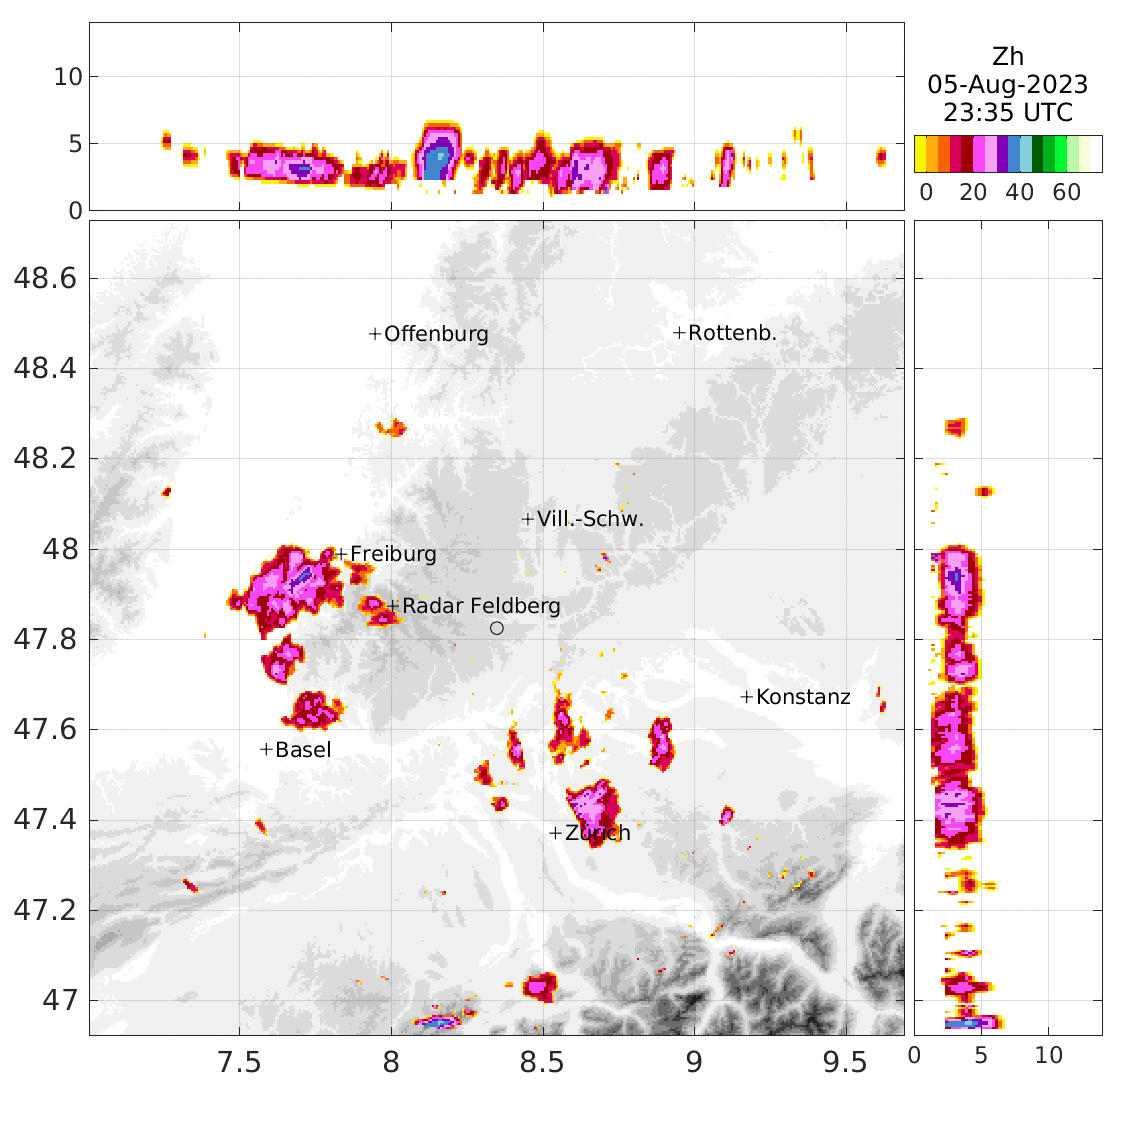 10
5
0
Zh
05-Aug-2023
23:35 UTC
0 20 40 60
48.6
48.4
48.2
48
47.8
47.6
47.4
47.2
47
+Offenburg
+Rottenb.
+Vill.-Schw.
+Freiburg
+Radar Feldberg
+Konstanz
+Basel
+Zürich
7.5 8 8.5 9 9.5
0 5 10